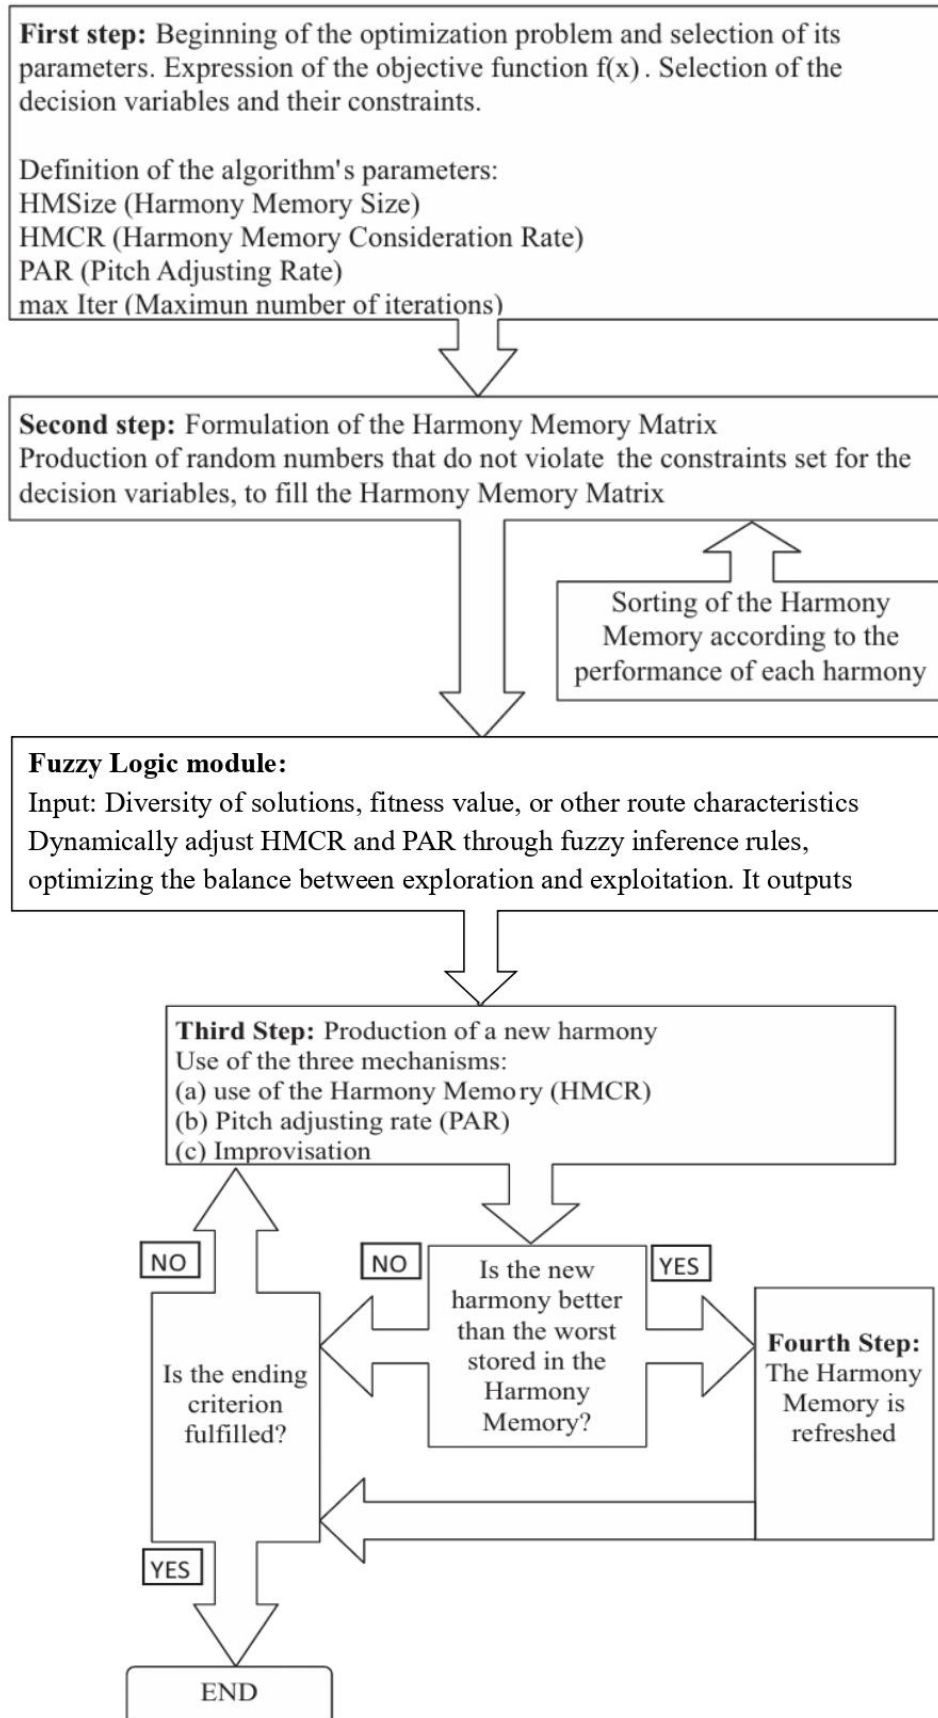 First step: Beginning of the optimization problem and selection of its
parameters. Expression of the objective function f(x) . Selection of the
decision variables and their constraints.
Definition of the algorithm's parameters:
HMSize (Harmony Memory Size)
HMCR (Harmony Memory Consideration Rate)
PAR (Pitch Adjusting Rate)
max Iter (Maximun number of iterations)
Second step: Formulation of the Harmony Memory Matrix
Production of random numbers that do not violate the constraints set for the
decision variables, to fill the Harmony Memory Matrix
Sorting of the Harmony
Memory according to the
performance of each harmony
Fuzzy Logic module:
Input: Diversity of solutions, fitness value, or other route characteristics
Dynamically adjust HMCR and PAR through fuzzy inference rules,
optimizing the balance between exploration and exploitation. It outputs
Third Step: Production of a new harmony
Use of the three mechanisms:
(a) use of the Harmony Memory (HMCR)
(b) Pitch adjusting rate (PAR)
(c) Improvisation
NO
NO
YES
Is the new
harmony better
than the worst
stored in the
Harmony
Memory?
Fourth Step:
The Harmony
Memory is
refreshed
Is the ending
criterion
fulfilled?
YES
END